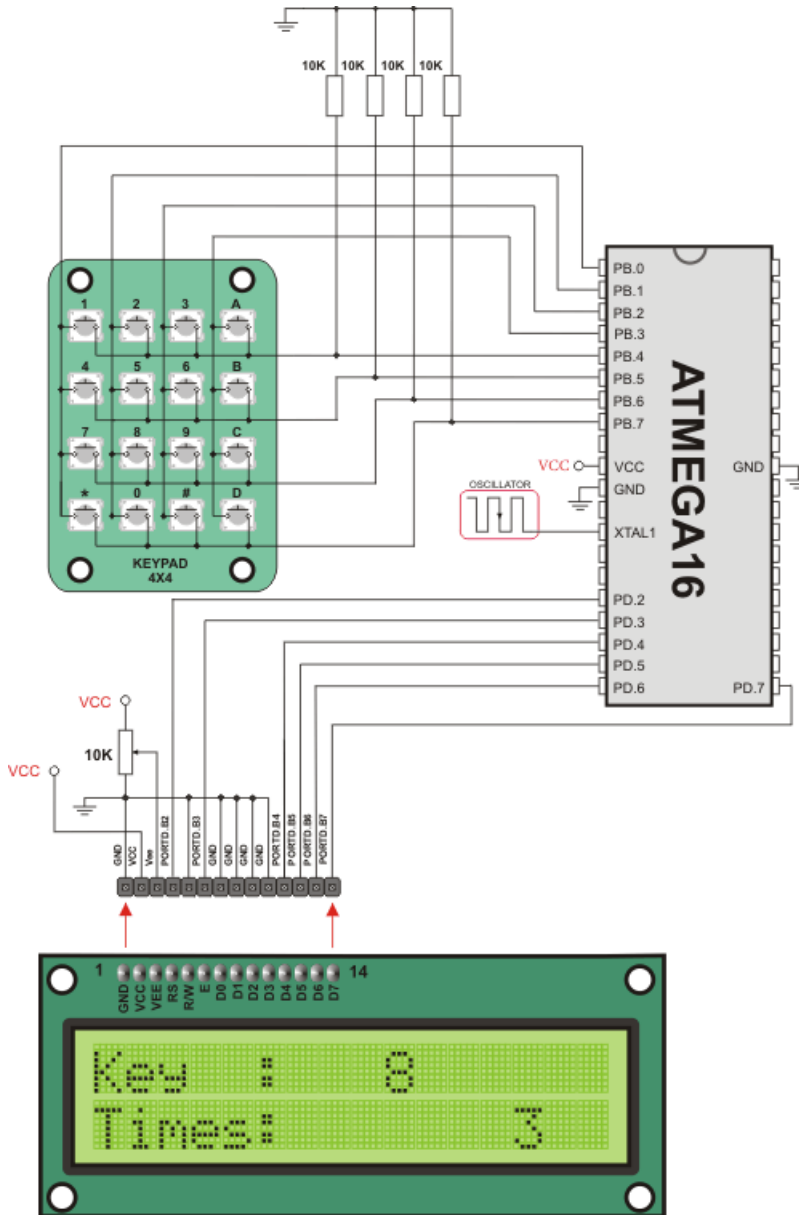 10K 10K 10K 10K
PB.0
PB.1
PB.2
PB.3
PB.4
PB.5
PB.6
PB.7
VCC
GND
XTAL1
PD.2
PD.3
PD.4
PD.5
PD.6
ATMEGA16
GND
PD.7
VCC
OSCILLATOR
1 2 3 A
4 5 6 B
7 8 9 C
* 0 # D
KEYPAD
4X4
VCC
10K
VCC
GND
VCC
Vee
PORTD.B2
PORTD.B3
GND
GND
GND
GND
PORTD.B4
PORTD.B5
PORTD.B6
PORTD.B7
1 14
GND
VCC
VEE
RS
R/W
E
D0
D1
D2
D3
D4
D5
D6
D7
Key : 8
Times: 3